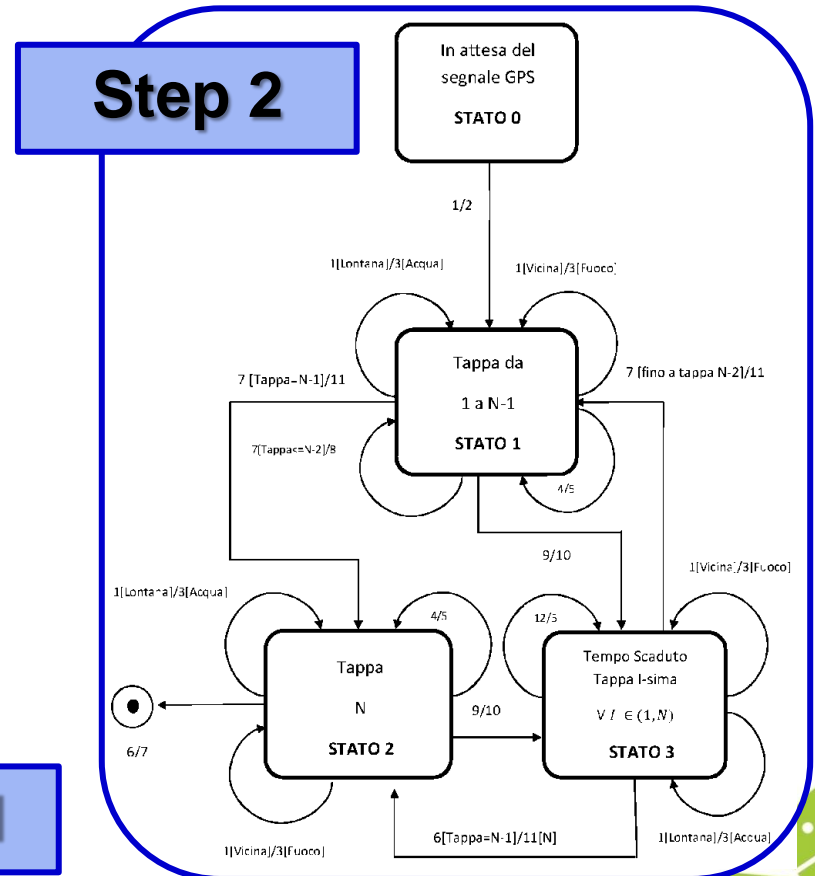 Step 2
In attesa del
segnale GPS
STATO 0
1/2
1[Lontana]/3[Acqua]
1[Vicina]/3[Fuoco]
Tappa da
1 a N-1
STATO 1
7 [Tappa=N-1]/11
7 [fino a tappa N-2]/11
7[Tappa<=N-2]/8
4/5
9/10
1[Lontana]/3[Acqua]
4/5
12/5
1[Vicina]/3[Fuoco]
Tappa
N
STATO 2
9/10
Tempo Scaduto
Tappa I-sima
∀ I ∈ (1, N)
STATO 3
6/7
1[Vicina]/3[Fuoco]
6[Tappa=N-1]/11[N]
1[Lontana]/3[Acqua]